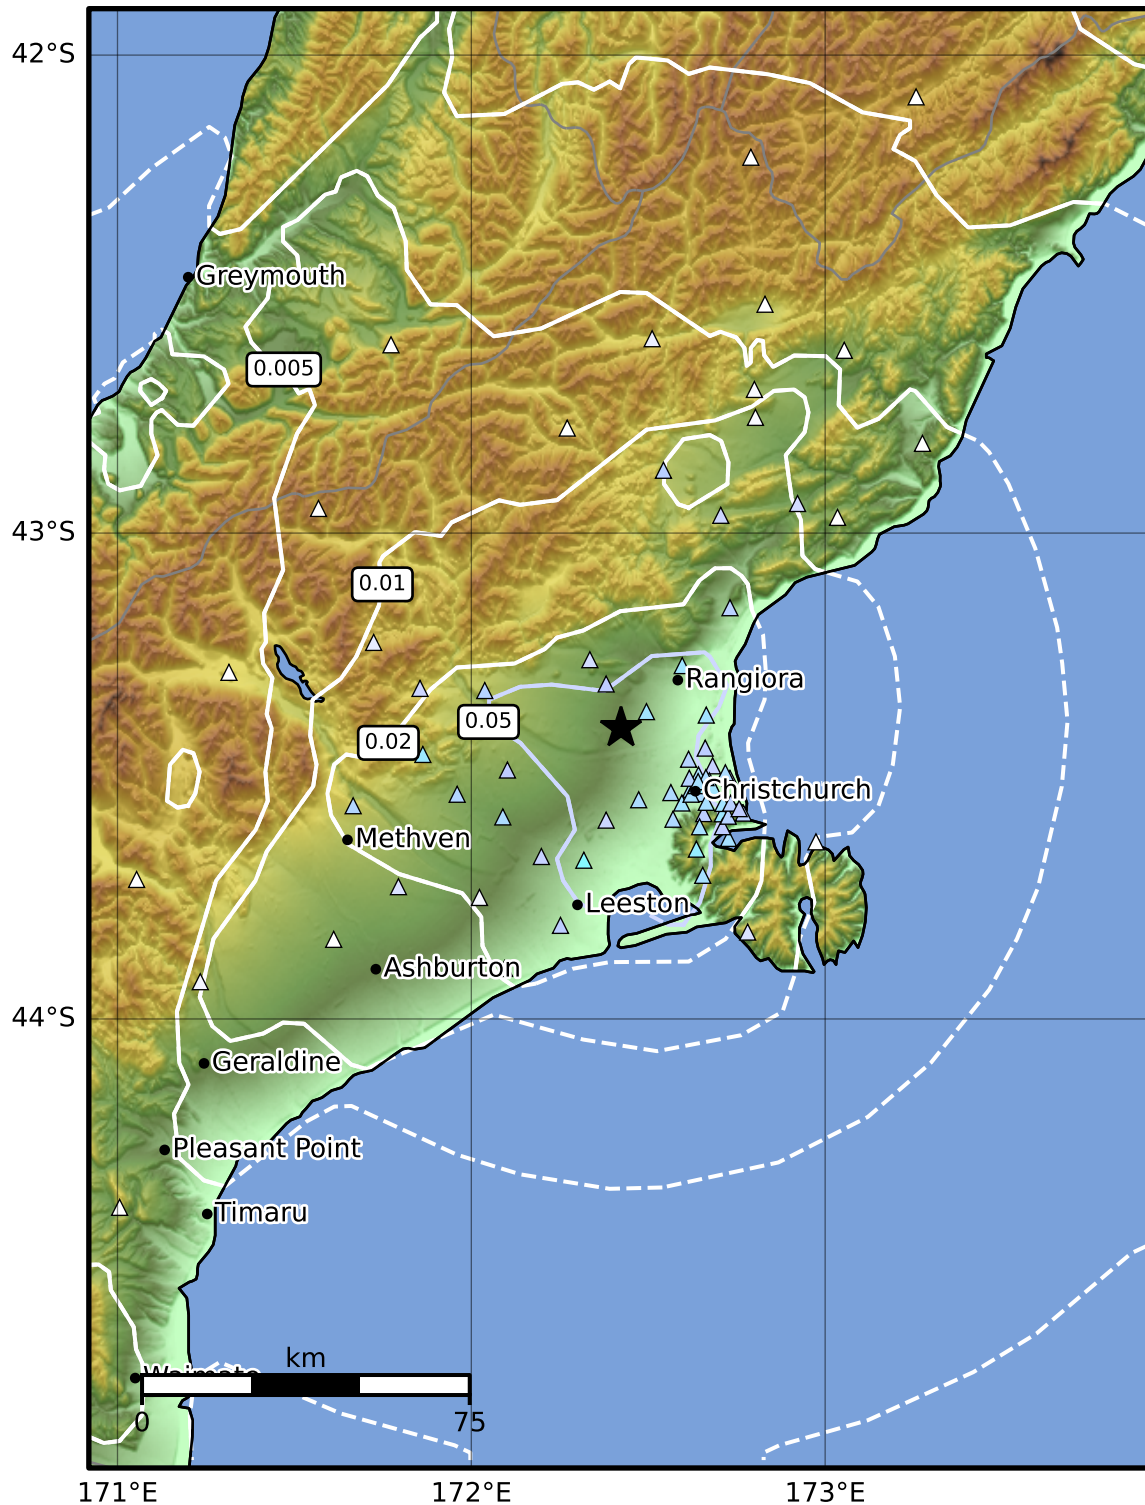 42°S
Greymouth
0.005
43°S
0.01
Rangiora
0.05
0.02
Christchurch
Methven
Leeston
Ashburton
44°S
Geraldine
Pleasant Point
Timaru
km
Waimate
0 75
171°E 172°E 173°E